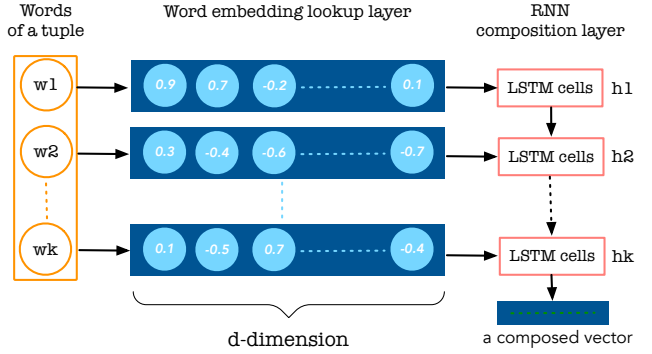 Words
of a tuple
Word embedding lookup layer
RNN
composition layer
w1
0.9 0.7 -0.2 0.1
LSTM cells
h1
w2
0.3 -0.4 -0.6 -0.7
LSTM cells
h2
wk
0.1 -0.5 0.7 -0.4
LSTM cells
hk
d-dimension
a composed vector